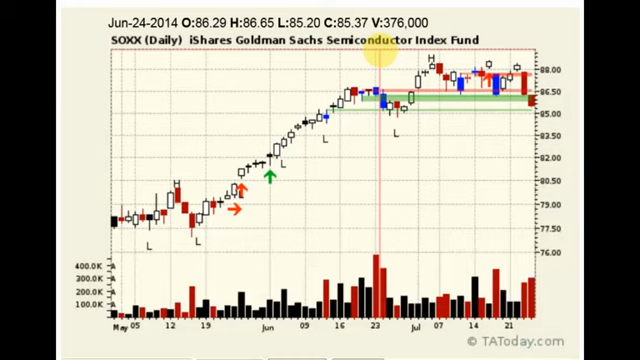 Jun-24-2014 O:86.29 H:86.65 L:85.20 C:85.37 V:376,000
SOXX (Daily) iShares Goldman Sachs Semiconductor Index Fund
H
88.00
86.50
85.00
L
L
83.50
L
82.00
H
80.50
L
79.00
77.50
L
L
76.00
400.0K
300.0K
200.0K
100.0K
A
A
A
A
May 05 12 19 Jun 09 16 23 Jul 07 14 21
© TAToday.com